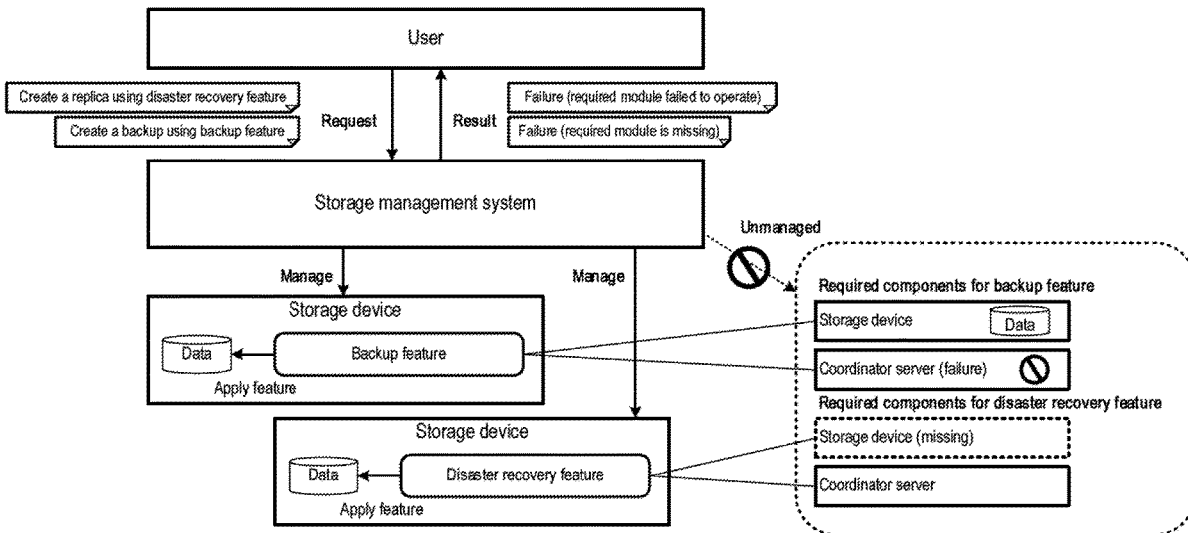 User
Create a replica using disaster recovery feature
Create a backup using backup feature
Request
Result
Failure (required module failed to operate)
Failure (required module is missing)
Storage management system
Unmanaged
Manage
Manage
Storage device
Data
Backup feature
Apply feature
Storage device
Data
Disaster recovery feature
Apply feature
Required components for backup feature
Storage device
Data
Coordinator server (failure)
Required components for disaster recovery feature
Storage device (missing)
Coordinator server